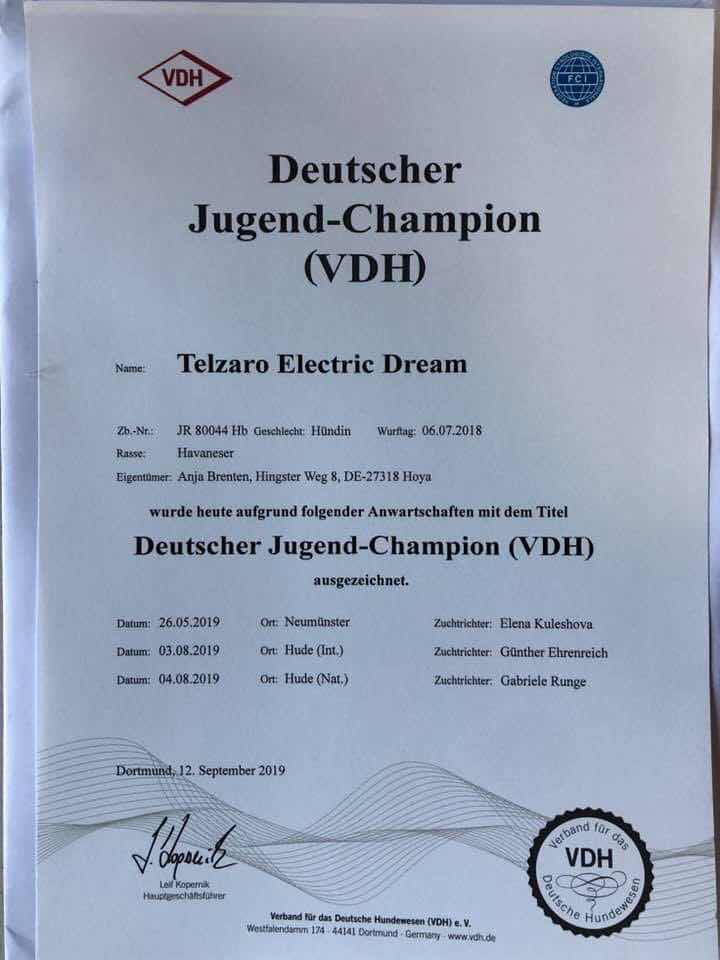 VDH
FCI
Deutscher
Jugend-Champion
(VDH)
Name: Telzaro Electric Dream
Zb.-Nr.: JR 80044 Hb Geschlecht: Hündin Wurftag: 06.07.2018
Rasse: Havaneser
Eigentümer: Anja Brenten, Hingster Weg 8, DE-27318 Hoya
wurde heute aufgrund folgender Anwartschaften mit dem Titel
Deutscher Jugend-Champion (VDH)
ausgezeichnet.
Datum: 26.05.2019 Ort: Neumünster Zuchtrichter: Elena Kuleshova
Datum: 03.08.2019 Ort: Hude (Int.) Zuchtrichter: Günther Ehrenreich
Datum: 04.08.2019 Ort: Hude (Nat.) Zuchtrichter: Gabriele Runge
Dortmund, 12. September 2019
Leif Kopernik
Hauptgeschäftsführer
Verband für das
VDH
Deutsche Hundewesen
Verband für das Deutsche Hundewesen (VDH) e. V.
Westfalendamm 174 · 44141 Dortmund · Germany · www.vdh.de